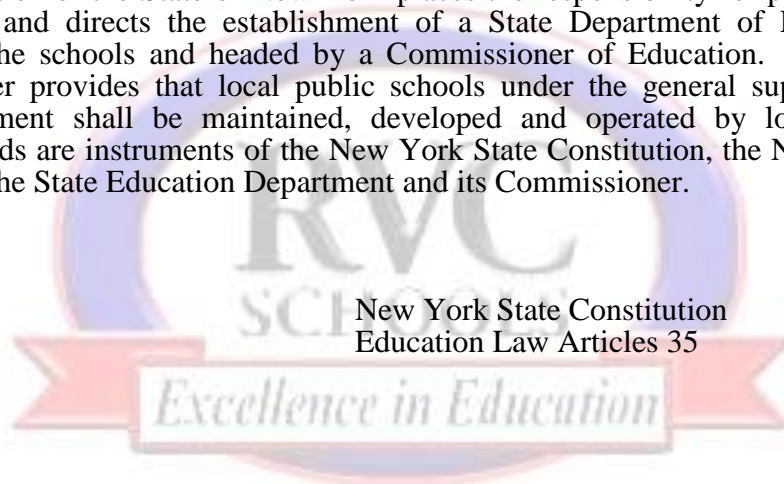 and directs the establishment of a State Department of
he schools and headed by a Commissioner of Education.
er provides that local public schools under the general sup
ment shall be maintained, developed and operated by lo
ds are instruments of the New York State Constitution, the N
he State Education Department and its Commissioner.
RVC
SCHOOLS
New York State Constitution
Education Law Articles 35
Excellence in Education